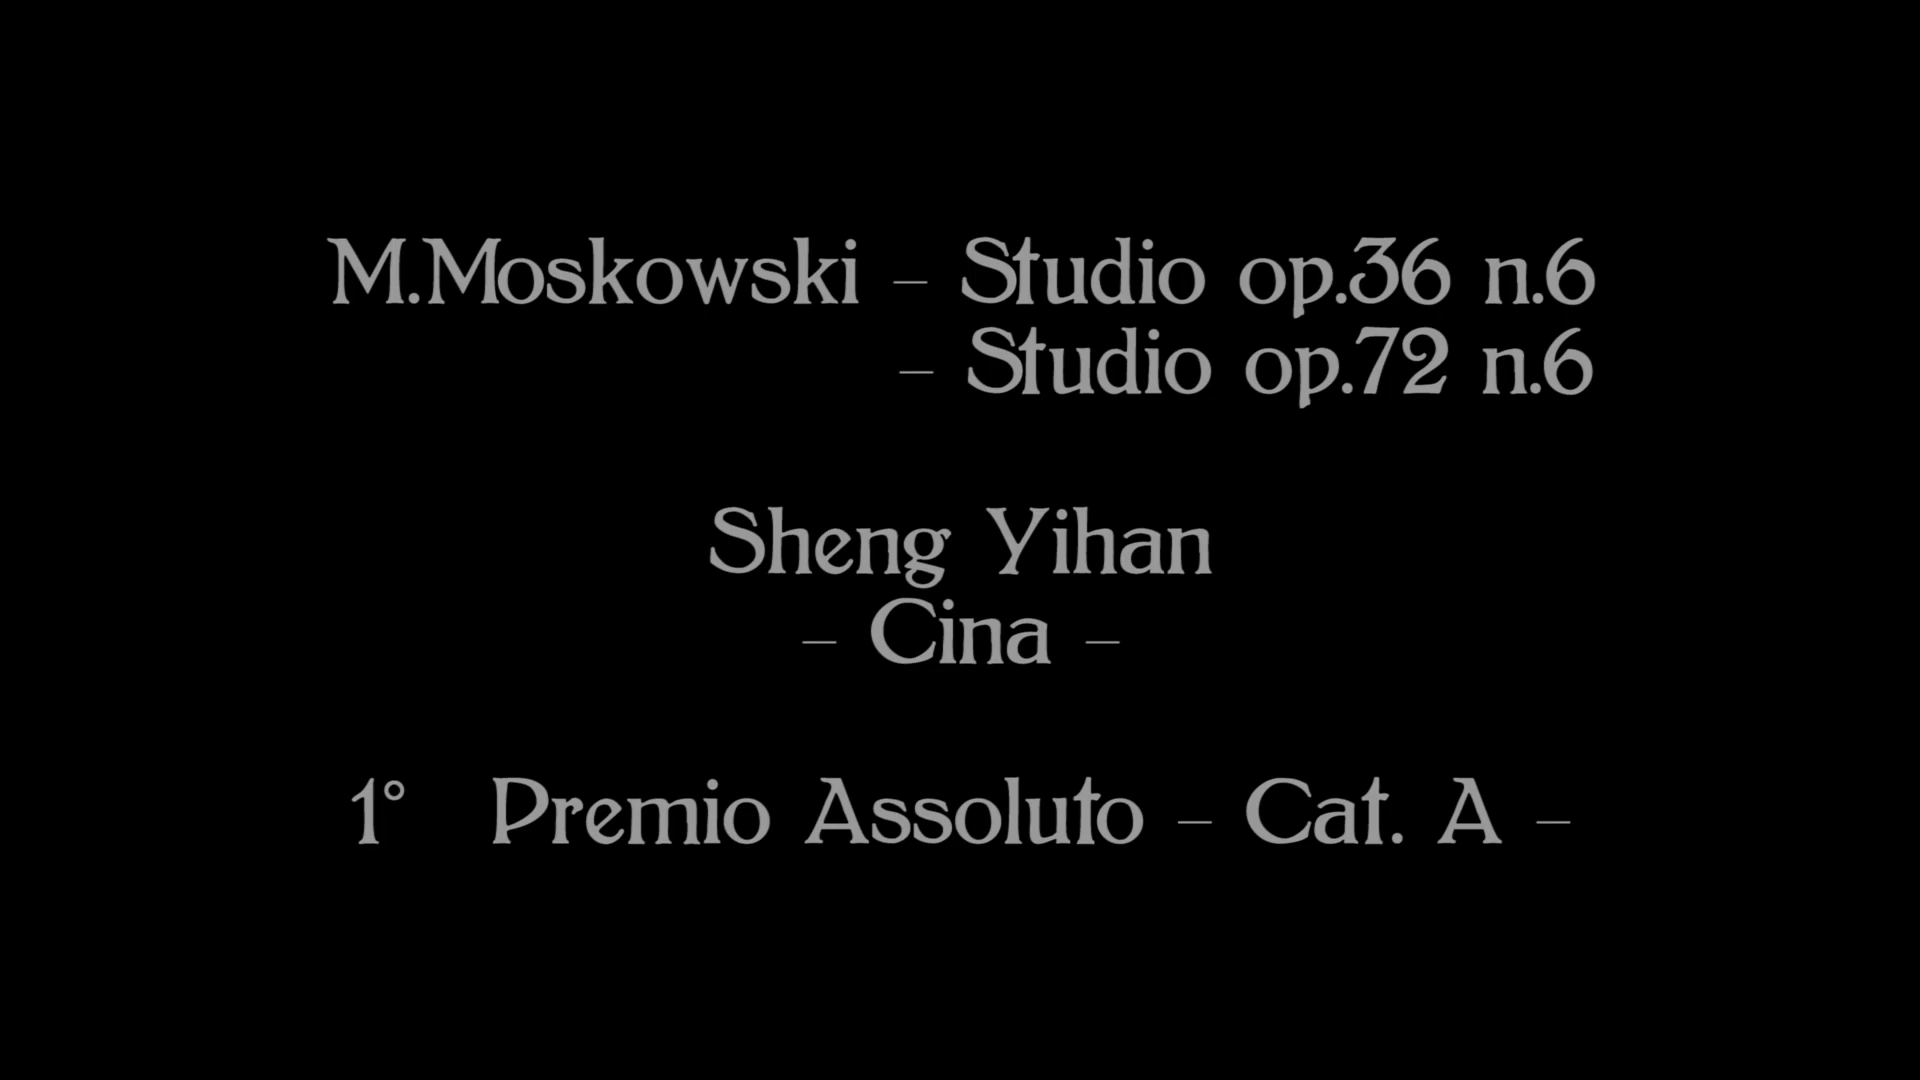 M.Moskowski – Studio op.36 n.6
– Studio op.72 n.6
Sheng Yihan
– Cina –
1° Premio Assoluto – Cat. A –